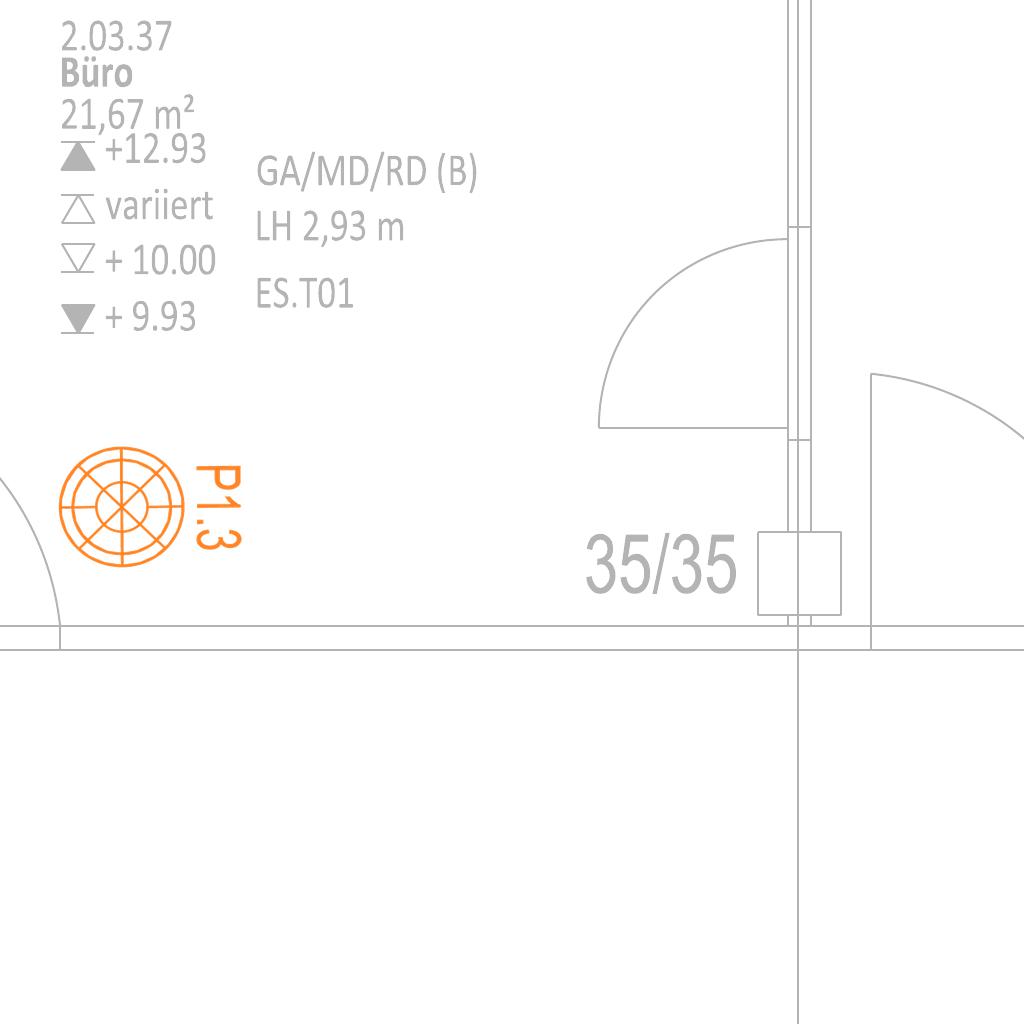 2.03.37
Büro
21,67 m²
+12.93
variiert
+ 10.00
+ 9.93
GA/MD/RD (B)
LH 2,93 m
ES.T01
P1.3
35/35